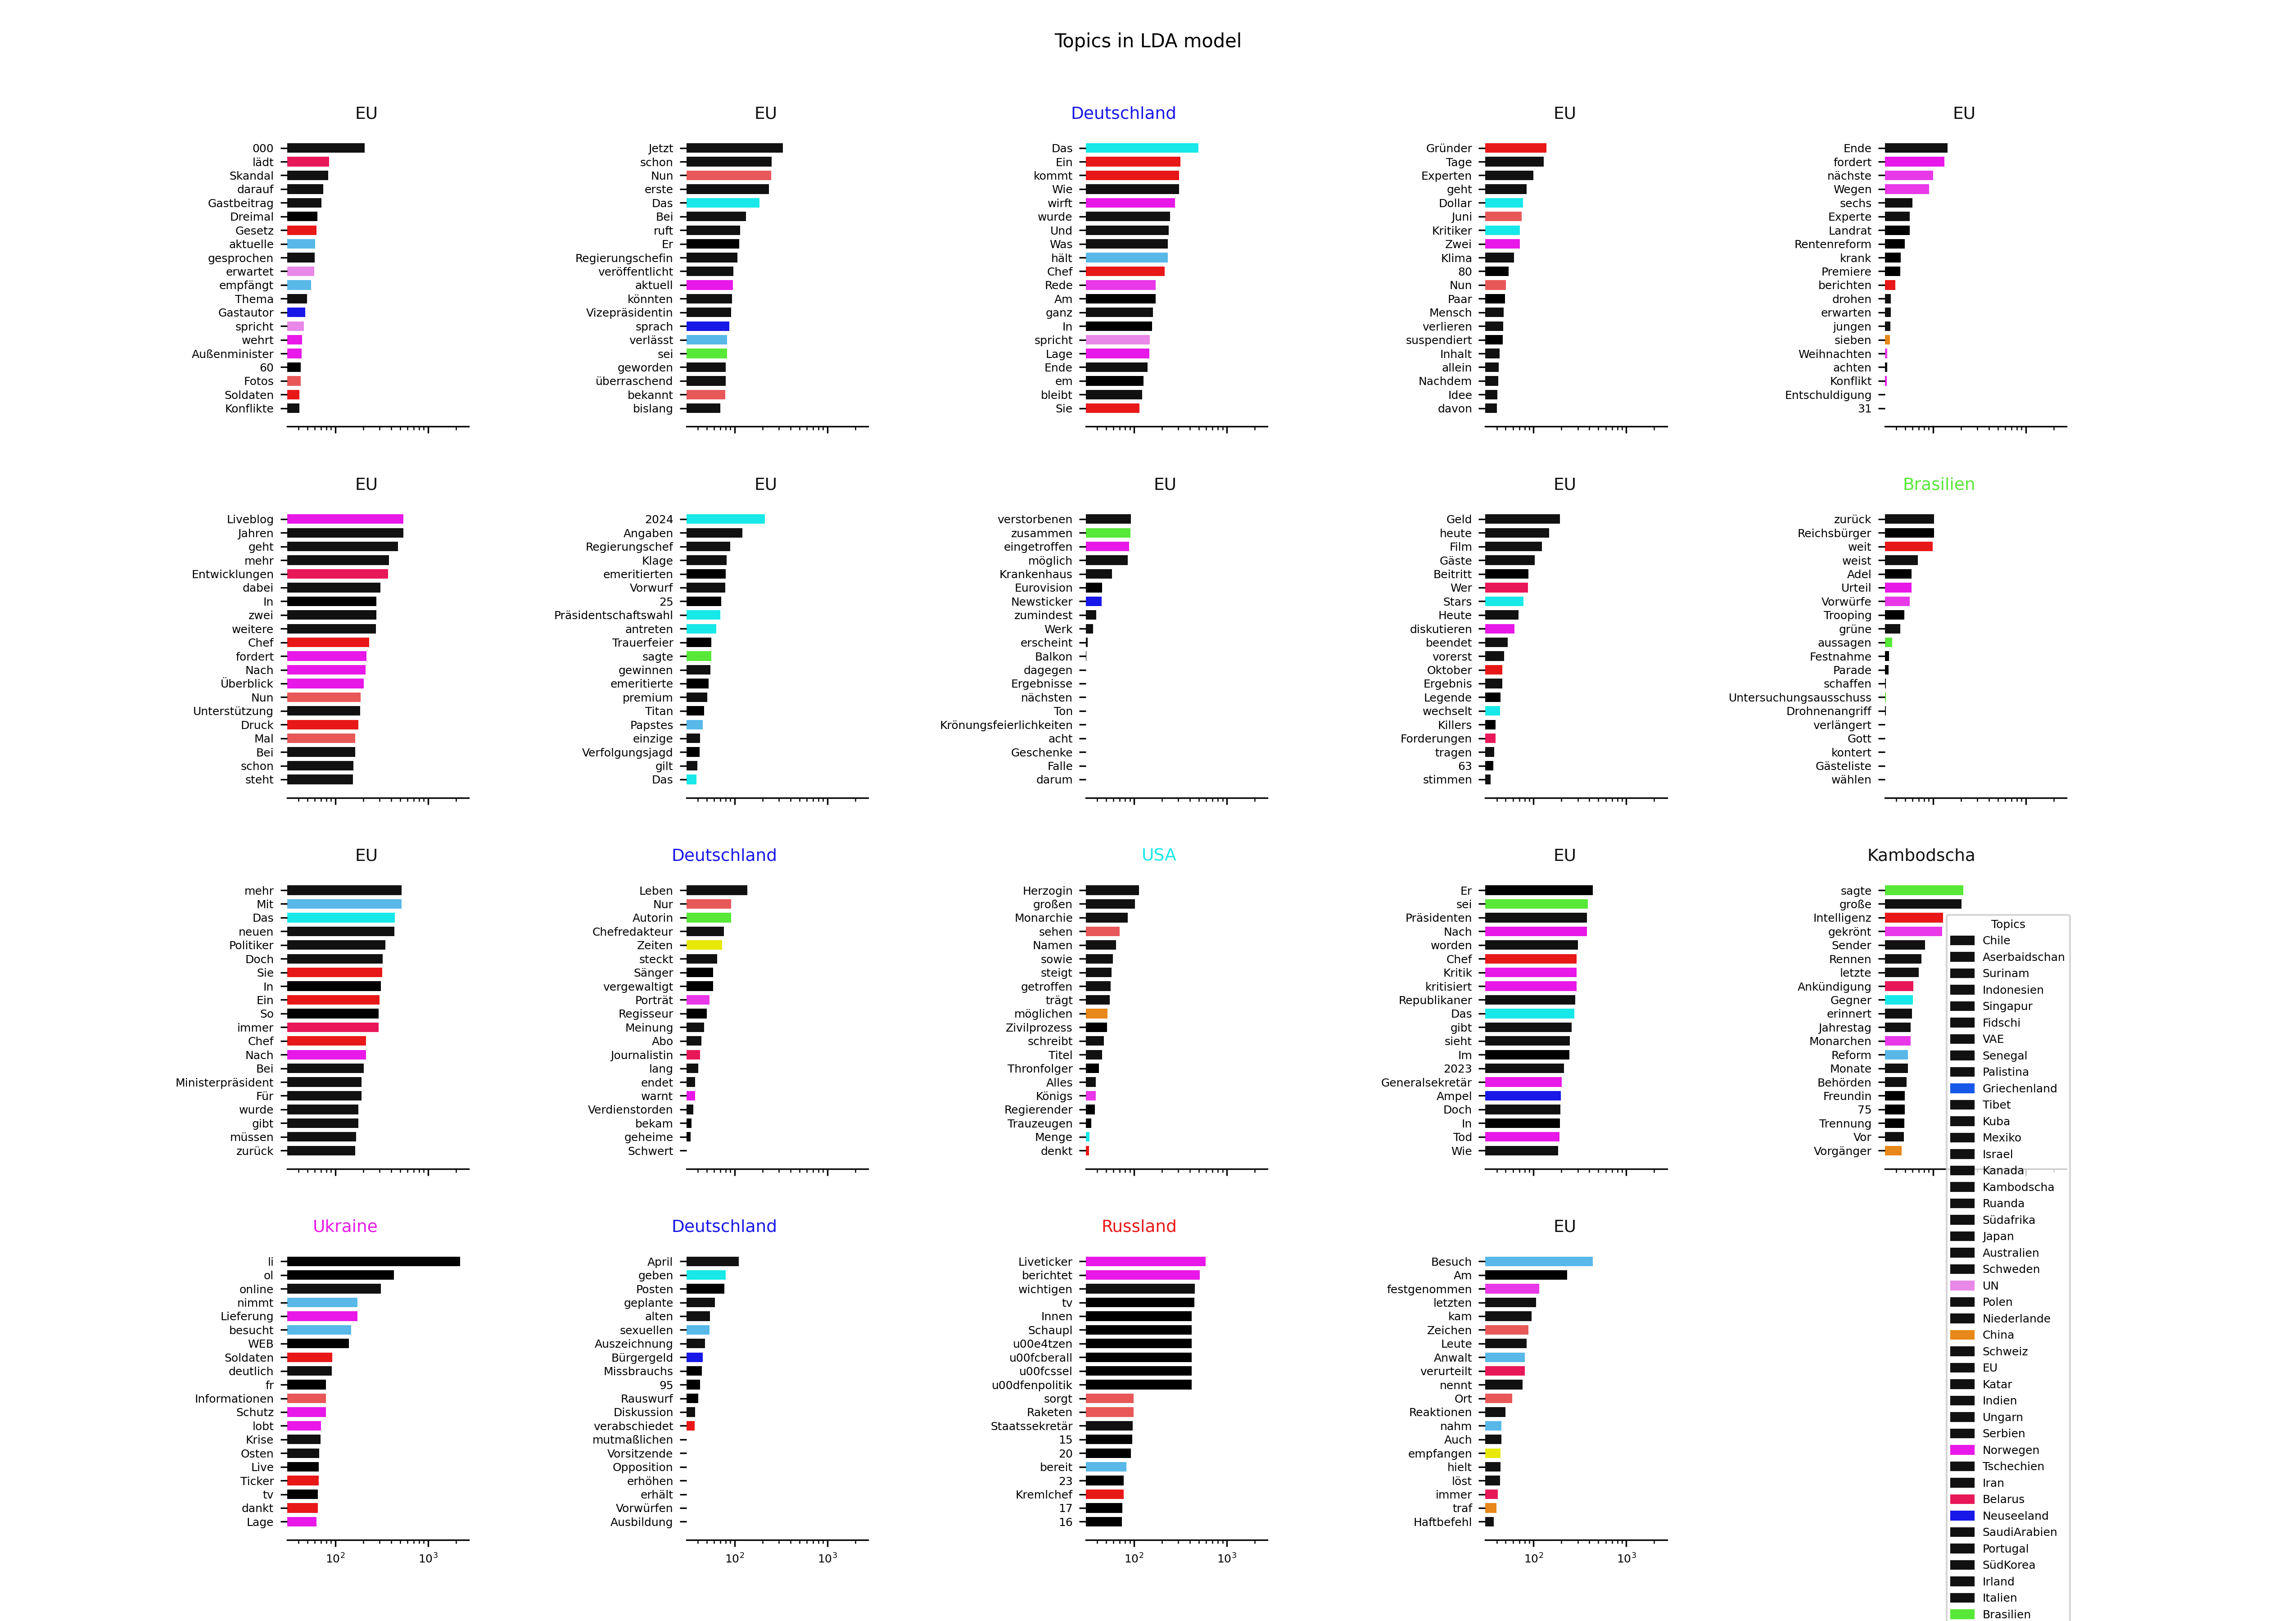 Topics in LDA model
EU
000
lädt
Skandal
darauf
Gastbeitrag
Dreimal
Gesetz
aktuelle
gesprochen
erwartet
empfängt
Thema
Gastautor
spricht
wehrt
Außenminister
60
Fotos
Soldaten
Konflikte
EU
Jetzt
schon
Nun
erste
Das
Bei
ruft
Er
Regierungschefin
veröffentlicht
aktuell
könnten
Vizepräsidentin
sprach
verlässt
sei
geworden
überraschend
bekannt
bislang
Deutschland
Das
Ein
kommt
Wie
wirft
wurde
Und
Was
hält
Chef
Rede
Am
ganz
In
spricht
Lage
Ende
em
bleibt
Sie
EU
Gründer
Tage
Experten
geht
Dollar
Juni
Kritiker
Zwei
Klima
80
Nun
Paar
Mensch
verlieren
suspendiert
Inhalt
allein
Nachdem
Idee
davon
EU
Ende
fordert
nächste
Wegen
sechs
Experte
Landrat
Rentenreform
krank
Premiere
berichten
drohen
erwarten
jungen
sieben
Weihnachten
achten
Konflikt
Entschuldigung
31
EU
Liveblog
Jahren
geht
mehr
Entwicklungen
dabei
In
zwei
weitere
Chef
fordert
Nach
Überblick
Nun
Unterstützung
Druck
Mal
Bei
schon
steht
EU
2024
Angaben
Regierungschef
Klage
emeritierten
Vorwurf
25
Präsidentschaftswahl
antreten
Trauerfeier
sagte
gewinnen
emeritierte
premium
Titan
Papstes
einzige
Verfolgungsjagd
gilt
Das
EU
verstorbenen
zusammen
eingetroffen
möglich
Krankenhaus
Eurovision
Newsticker
zumindest
Werk
erscheint
Balkon
dagegen
Ergebnisse
nächsten
Ton
Krönungsfeierlichkeiten
acht
Geschenke
Falle
darum
EU
Geld
heute
Film
Gäste
Beitritt
Wer
Stars
Heute
diskutieren
beendet
vorerst
Oktober
Ergebnis
Legende
wechselt
Killers
Forderungen
tragen
63
stimmen
Brasilien
zurück
Reichsbürger
weit
weist
Adel
Urteil
Vorwürfe
Trooping
grüne
aussagen
Festnahme
Parade
schaffen
Untersuchungsausschuss
Drohnenangriff
verlängert
Gott
kontert
Gästeliste
wählen
EU
mehr
Mit
Das
neuen
Politiker
Doch
Sie
In
Ein
So
immer
Chef
Nach
Bei
Ministerpräsident
Für
wurde
gibt
müssen
zurück
Deutschland
Leben
Nur
Autorin
Chefredakteur
Zeiten
steckt
Sänger
vergewaltigt
Porträt
Regisseur
Meinung
Abo
Journalistin
lang
endet
warnt
Verdienstorden
bekam
geheime
Schwert
USA
Herzogin
großen
Monarchie
sehen
Namen
sowie
steigt
getroffen
trägt
möglichen
Zivilprozess
schreibt
Titel
Thronfolger
Alles
Königs
Regierender
Trauzeugen
Menge
denkt
EU
Er
sei
Präsidenten
Nach
worden
Chef
Kritik
kritisiert
Republikaner
Das
gibt
sieht
Im
2023
Generalsekretär
Ampel
Doch
In
Tod
Wie
Kambodscha
sagte
große
Intelligenz
gekrönt
Sender
Rennen
letzte
Ankündigung
Gegner
erinnert
Jahrestag
Monarchen
Reform
Monate
Behörden
Freundin
75
Trennung
Vor
Vorgänger
Topics
Chile
Aserbaidschan
Surinam
Indonesien
Singapur
Fidschi
VAE
Senegal
Palistina
Griechenland
Tibet
Kuba
Mexiko
Israel
Kanada
Kambodscha
Ruanda
Südafrika
Japan
Australien
Schweden
UN
Polen
Niederlande
China
Schweiz
EU
Katar
Indien
Ungarn
Serbien
Norwegen
Tschechien
Iran
Belarus
Neuseeland
SaudiArabien
Portugal
SüdKorea
Irland
Italien
Brasilien
Ukraine
li
ol
online
nimmt
Lieferung
besucht
WEB
Soldaten
deutlich
fr
Informationen
Schutz
lobt
Krise
Osten
Live
Ticker
tv
dankt
Lage
10² 10³
Deutschland
April
geben
Posten
geplante
alten
sexuellen
Auszeichnung
Bürgergeld
Missbrauchs
95
Rauswurf
Diskussion
verabschiedet
mutmaßlichen
Vorsitzende
Opposition
erhöhen
erhält
Vorwürfen
Ausbildung
10² 10³
Russland
Liveticker
berichtet
wichtigen
tv
Innen
Schaupl
u00e4tzen
u00fcberall
u00fcssel
u00dfenpolitik
sorgt
Raketen
Staatssekretär
15
20
bereit
23
Kremlchef
17
16
10² 10³
EU
Besuch
Am
festgenommen
letzten
kam
Zeichen
Leute
Anwalt
verurteilt
nennt
Ort
Reaktionen
nahm
Auch
empfangen
hielt
löst
immer
traf
Haftbefehl
10² 10³